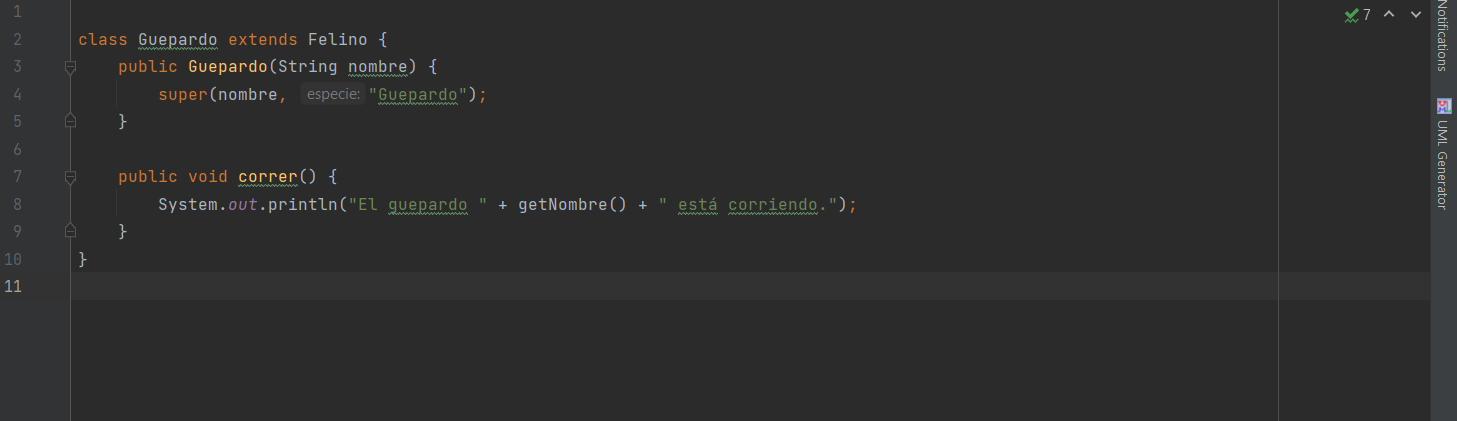 1
7
Notifications
2 class Guepardo extends Felino {
3 public Guepardo(String nombre) {
4 super(nombre, especie: "Guepardo");
5 }
6
7 public void correr() {
8 System.out.println("El guepardo " + getNombre() + " está corriendo.");
9 }
10 }
11
UML Generator